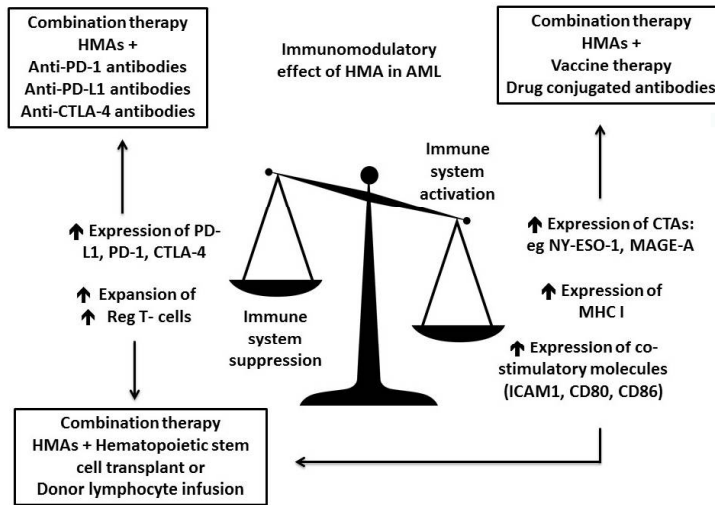 Combination therapy
HMAs +
Anti-PD-1 antibodies
Anti-PD-L1 antibodies
Anti-CTLA-4 antibodies
Immunomodulatory
effect of HMA in AML
Combination therapy
HMAs +
Vaccine therapy
Drug conjugated antibodies
Immune
system
activation
Expression of PD-
L1, PD-1, CTLA-4
Expansion of
Reg T- cells
Immune
system
suppression
Expression of CTAs:
eg NY-ESO-1, MAGE-A
Expression of
MHC I
Expression of co-
stimulatory molecules
(ICAM1, CD80, CD86)
Combination therapy
HMAs + Hematopoietic stem
cell transplant or
Donor lymphocyte infusion